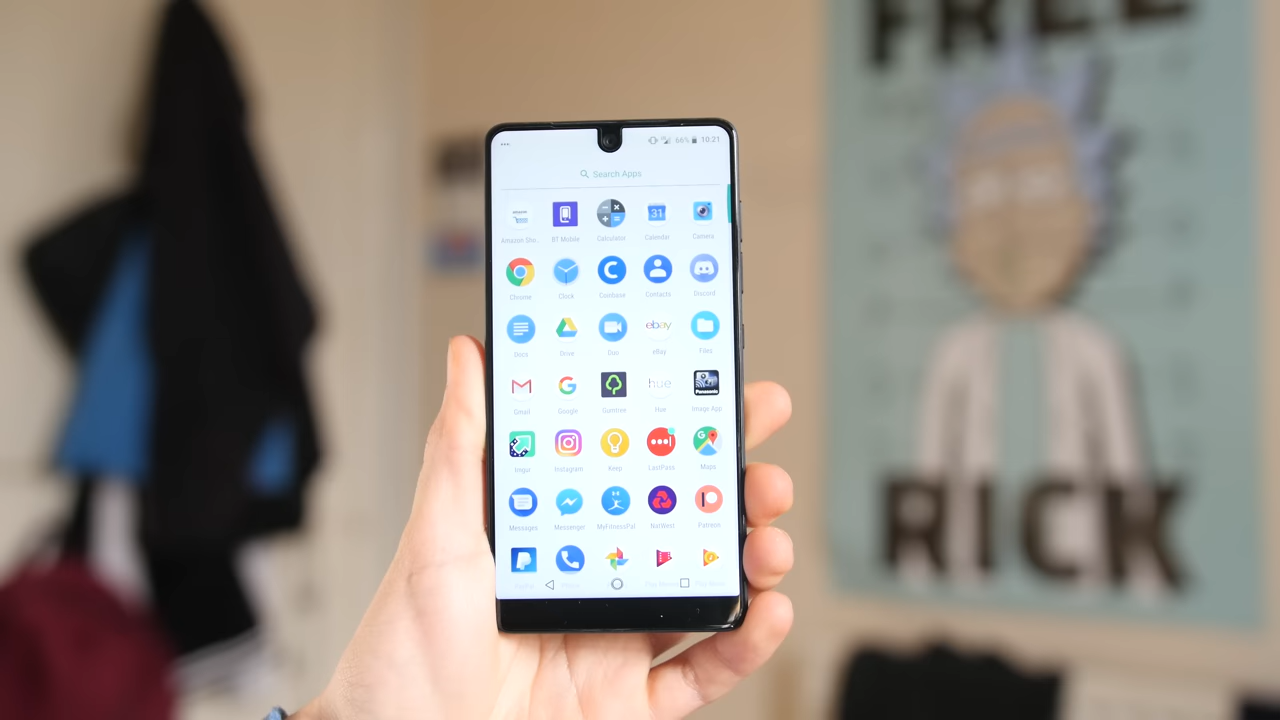 FREE
66% 10:21
Search Apps
31
Amazon Sho... BT Mobile Calculator Calendar Camera
Chrome Clock Coinbase Contacts Discord
ebay
Docs Drive Duo eBay Files
hue Panasonic
Gmail Google Gumtree Hue Image App
Imgur Instagram Keep LastPass Maps
Messages Messenger MyFitnessPal NatWest Patreon
RICK